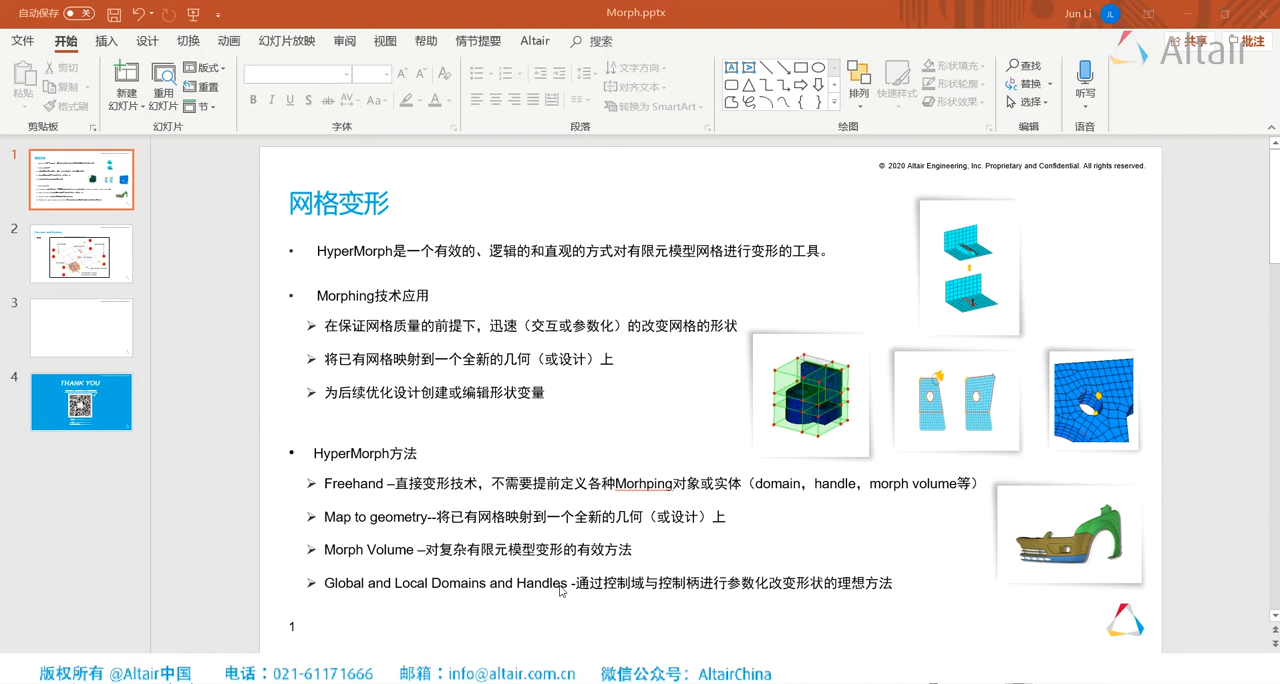 自动保存 关
Morph.pptx
Jun Li JL
文件 开始 插入 设计 切换 动画 幻灯片放映 审阅 视图 帮助 情节提要 Altair 搜索 共享 批注
Altair
粘贴 剪切 复制 格式刷
剪贴板
新建 幻灯片 重用 幻灯片 版式 重置 节
幻灯片
B I U S ab AV Aa A
字体
文字方向 对齐文本 转换为 SmartArt
段落
排列 快速样式 形状填充 形状轮廓 形状效果
绘图
查找 替换 选择
编辑
听写
语音
1
2
3
4
THANK YOU
© 2020 Altair Engineering, Inc. Proprietary and Confidential. All rights reserved.
网格变形
• HyperMorph是一个有效的、逻辑的和直观的方式对有限元模型网格进行变形的工具。
• Morphing技术应用
➢ 在保证网格质量的前提下，迅速（交互或参数化）的改变网格的形状
➢ 将已有网格映射到一个全新的几何（或设计）上
➢ 为后续优化设计创建或编辑形状变量
• HyperMorph方法
➢ Freehand –直接变形技术，不需要提前定义各种Morhping对象或实体（domain，handle，morph volume等）
➢ Map to geometry--将已有网格映射到一个全新的几何（或设计）上
➢ Morph Volume –对复杂有限元模型变形的有效方法
➢ Global and Local Domains and Handles -通过控制域与控制柄进行参数化改变形状的理想方法
1
版权所有 @Altair中国 电话：021-61171666 邮箱：info@altair.com.cn 微信公众号：AltairChina